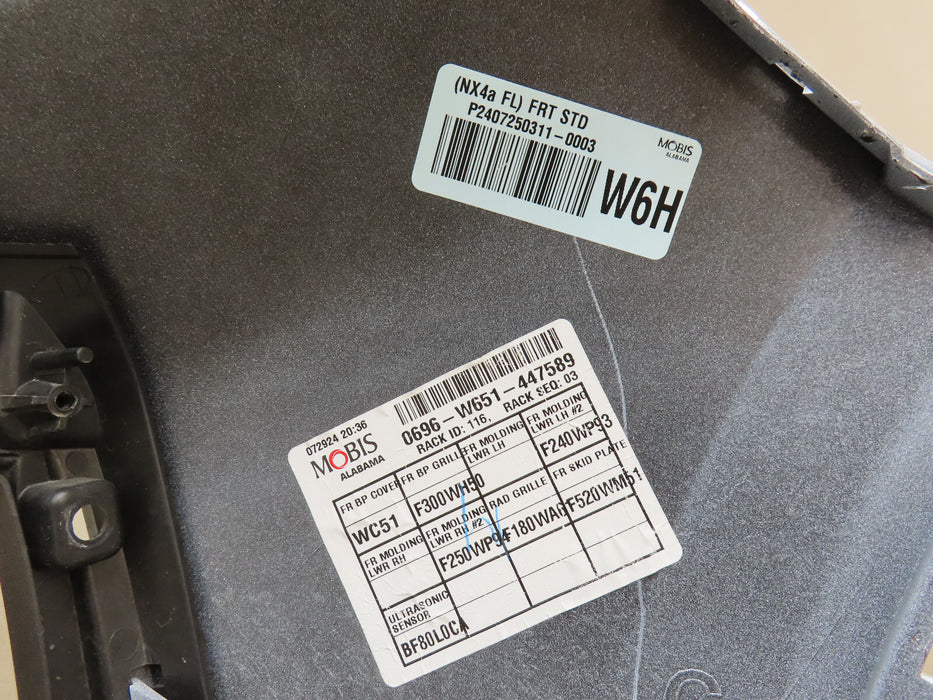 (NX4a FL) FRT STD
P2407250311-0003
MOBIS
ALABAMA
W6H
072924 20:36
MOBIS
ALABAMA
0696-W651-447589
RACK ID: 116, RACK SEQ: 03
FR BP COVER FR BP GRILLE FR MOLDING LWR LH FR MOLDING LWR LH #2
WC51 F300WH50 F240WP93
FR MOLDING LWR RH FR MOLDING LWR RH #2 RAD GRILLE FR SKID PLATE
F250WP94 F180WAG F520WM51
ULTRASONIC
SENSOR
BF80L0CA